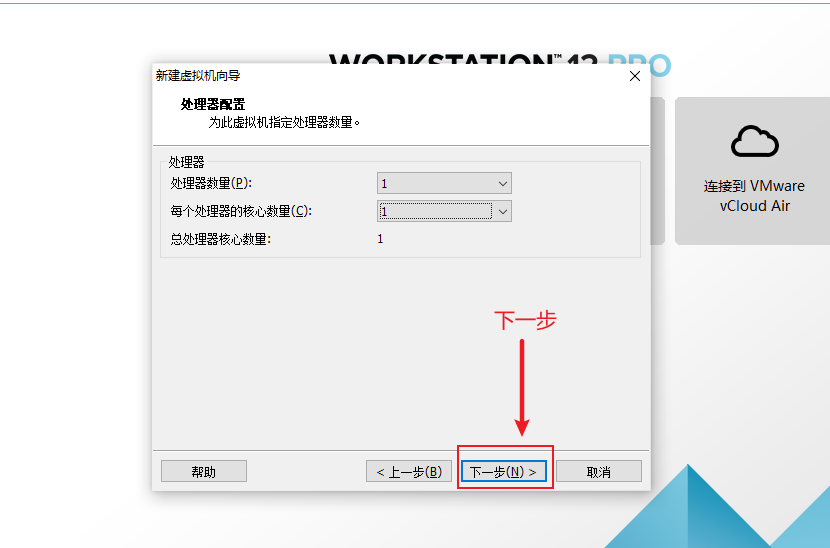 WORKSTATION™ 12 PRO
新建虚拟机向导
处理器配置
为此虚拟机指定处理器数量。
处理器
处理器数量(P):
1
每个处理器的核心数量(C):
1
总处理器核心数量:
1
连接到 VMware
vCloud Air
下一步
帮助
< 上一步(B)
下一步(N) >
取消